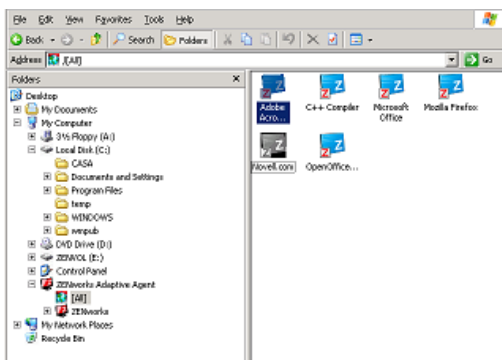 File Edit View Favorites Tools Help
Back Search Folders
Address [All] Go
Folders
Desktop
My Documents
My Computer
3½ Floppy (A:)
Local Disk (C:)
CASA
Documents and Settings
Program Files
temp
WINDOWS
wmpub
DVD Drive (D:)
ZENVOL (E:)
Control Panel
ZENworks Adaptive Agent
[All]
ZENworks
My Network Places
Recycle Bin
Adobe Acro...
C++ Compiler
Microsoft Office
Mozilla Firefox
Novell.com
OpenOffice...